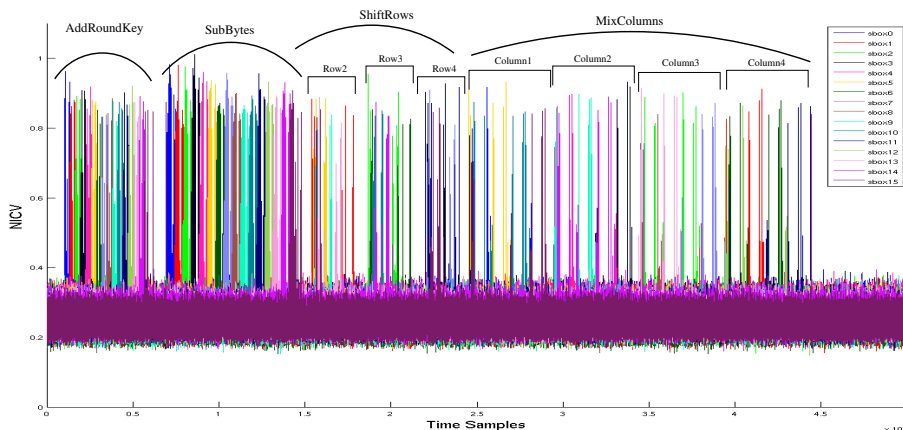 AddRoundKey
SubBytes
ShiftRows
MixColumns
Row2
Row3
Row4
Column1
Column2
Column3
Column4
sbox0
sbox1
sbox2
sbox3
sbox4
sbox5
sbox6
sbox7
sbox8
sbox9
sbox10
sbox11
sbox12
sbox13
sbox14
sbox15
NICV
1
0.8
0.6
0.4
0.2
0
0
0.5
1
1.5
2
2.5
3
3.5
4
4.5
Time Samples